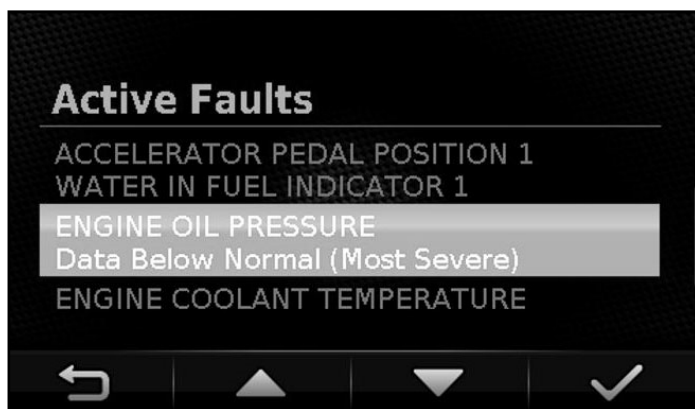 Active Faults
ACCELERATOR PEDAL POSITION 1
WATER IN FUEL INDICATOR 1
ENGINE OIL PRESSURE
Data Below Normal (Most Severe)
ENGINE COOLANT TEMPERATURE